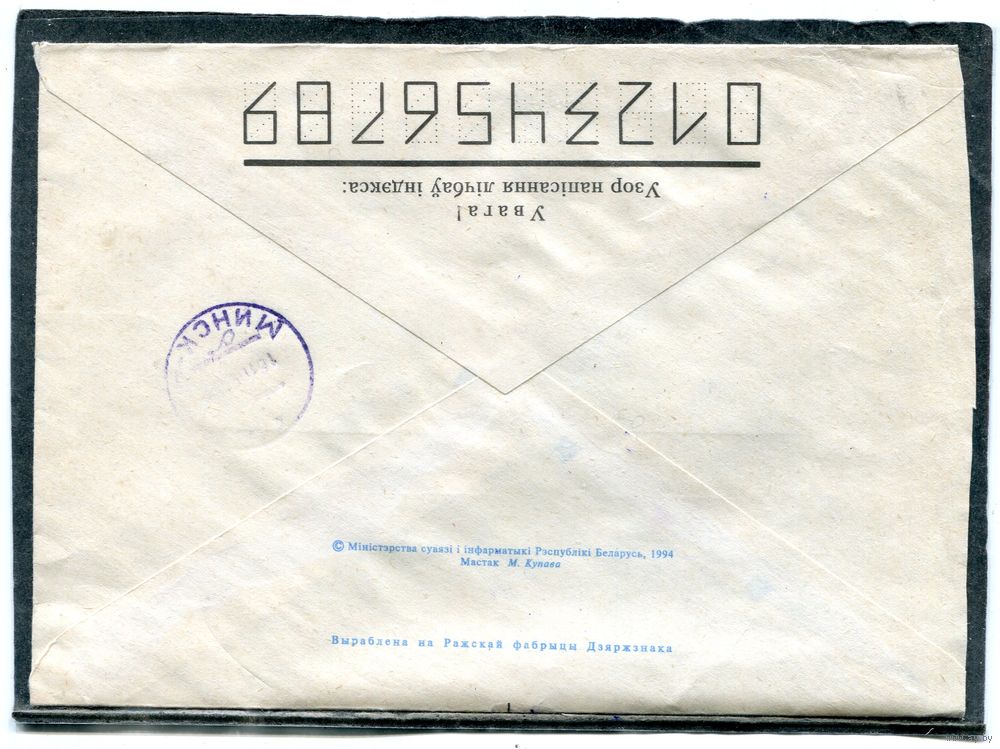 Увага!
Узор напісання лічбаў індэкса:
0123456789
МИНСК
© Міністэрства сувязі і інфарматыкі Рэспублікі Беларусь, 1994
Мастак М. Купава
Выраблена на Ражскай фабрыцы Дзяржзнака